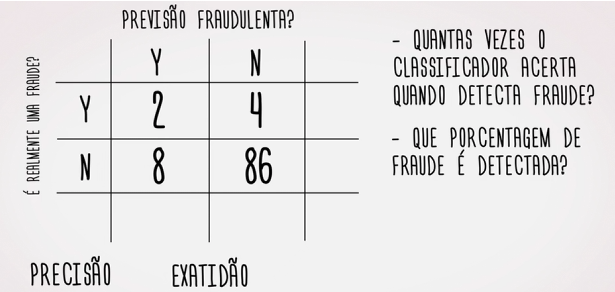 PREVISÃO FRAUDULENTA?
É REALMENTE UMA FRAUDE?
Y N
Y 2 4
N 8 86
- QUANTAS VEZES O
CLASSIFICADOR ACERTA
QUANDO DETECTA FRAUDE?
- QUE PORCENTAGEM DE
FRAUDE É DETECTADA?
PRECISÃO EXATIDÃO